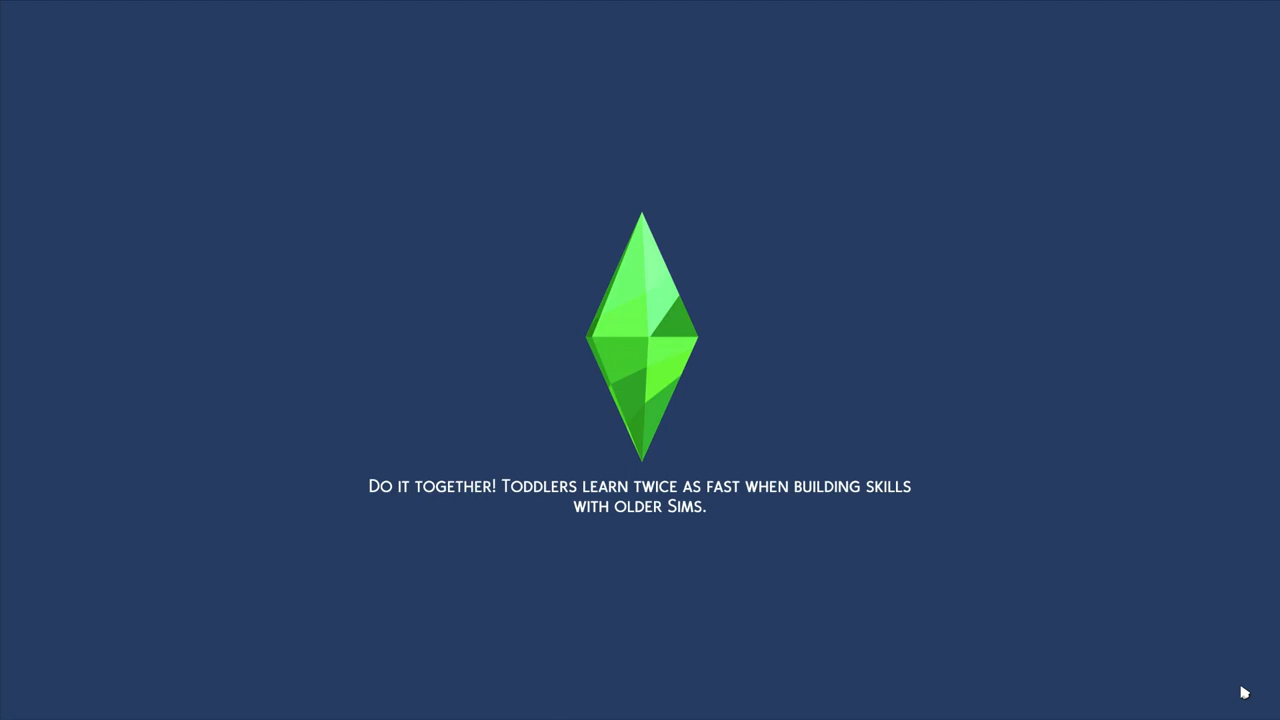 Do it together! Toddlers learn twice as fast when building skills
with older Sims.